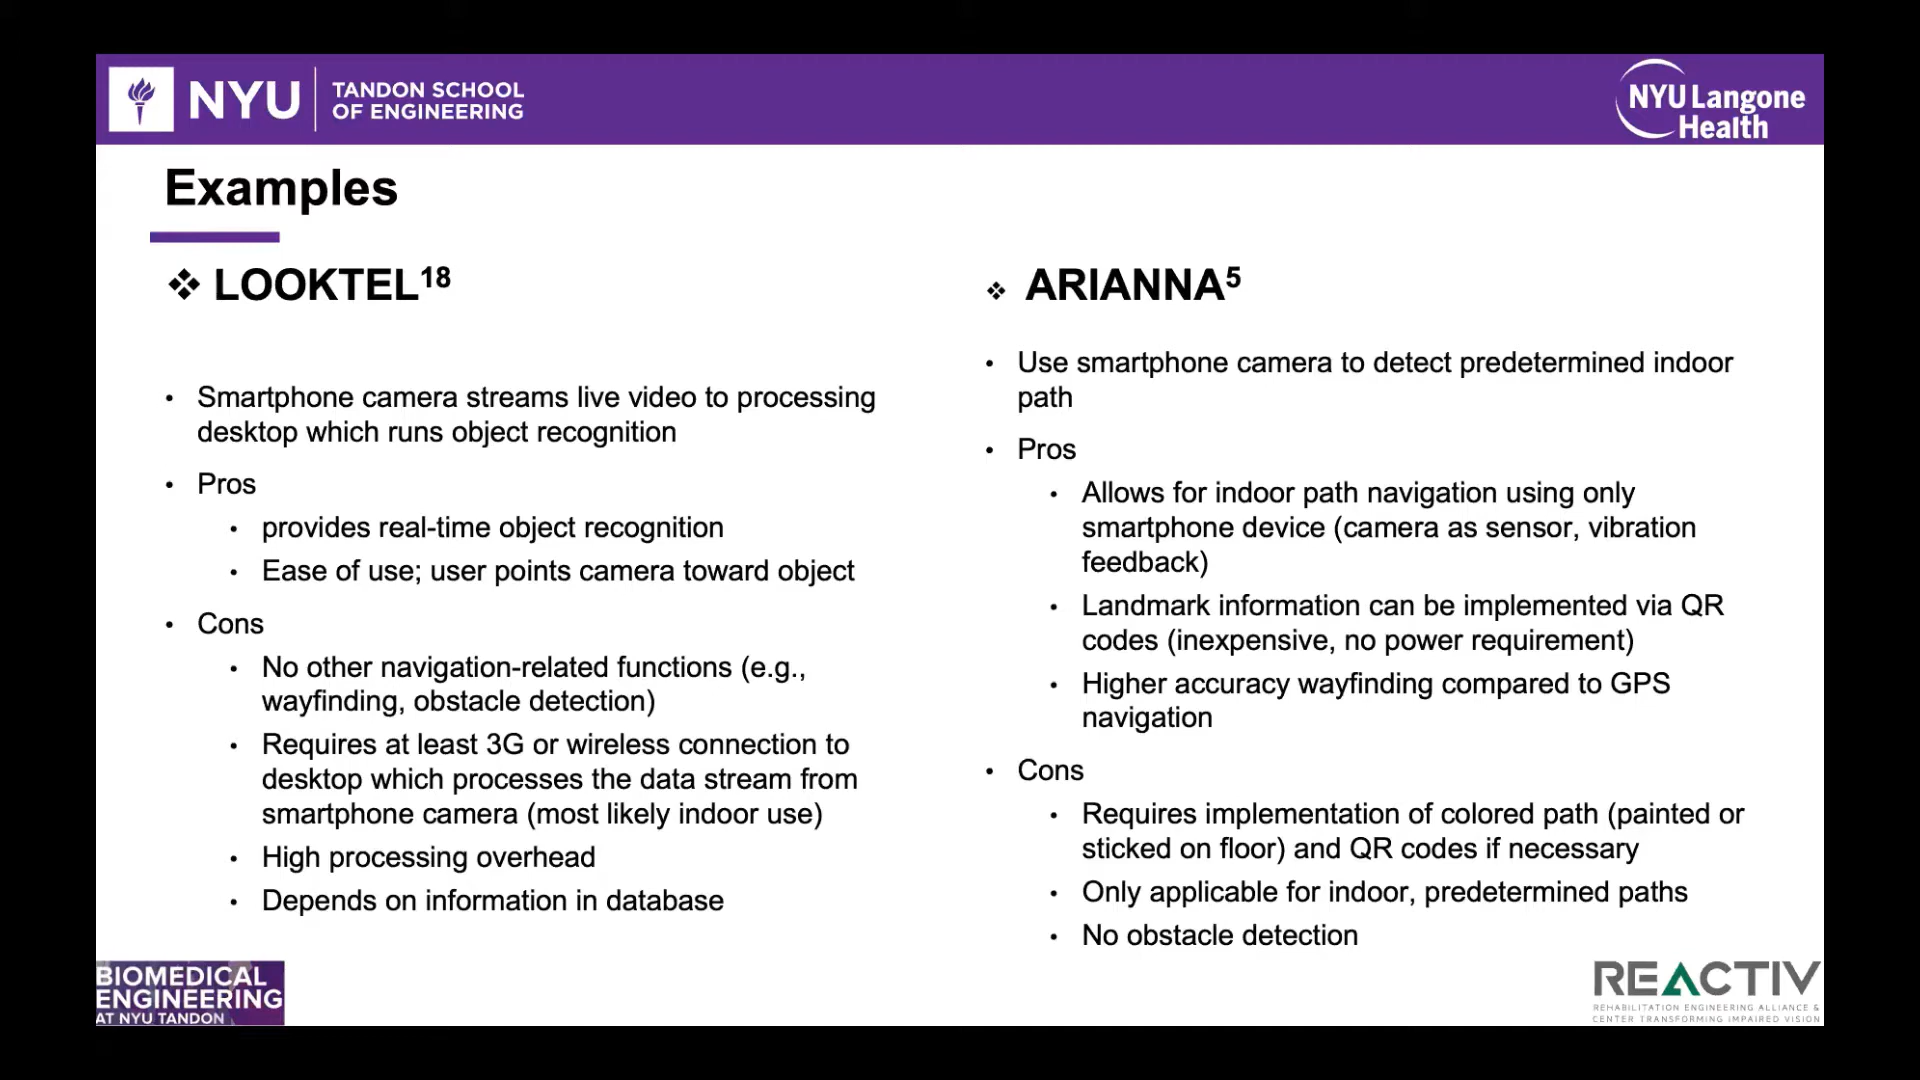 NYU
TANDON SCHOOL
OF ENGINEERING
NYU Langone
Health
Examples
❖ LOOKTEL18
• Smartphone camera streams live video to processing
desktop which runs object recognition
• Pros
• provides real-time object recognition
• Ease of use; user points camera toward object
• Cons
• No other navigation-related functions (e.g.,
wayfinding, obstacle detection)
• Requires at least 3G or wireless connection to
desktop which processes the data stream from
smartphone camera (most likely indoor use)
• High processing overhead
• Depends on information in database
❖ ARIANNA5
• Use smartphone camera to detect predetermined indoor
path
• Pros
• Allows for indoor path navigation using only
smartphone device (camera as sensor, vibration
feedback)
• Landmark information can be implemented via QR
codes (inexpensive, no power requirement)
• Higher accuracy wayfinding compared to GPS
navigation
• Cons
• Requires implementation of colored path (painted or
sticked on floor) and QR codes if necessary
• Only applicable for indoor, predetermined paths
• No obstacle detection
BIOMEDICAL
ENGINEERING
AT NYU TANDON
REACTIV
REHABILITATION ENGINEERING ALLIANCE &
CENTER TRANSFORMING IMPAIRED VISION